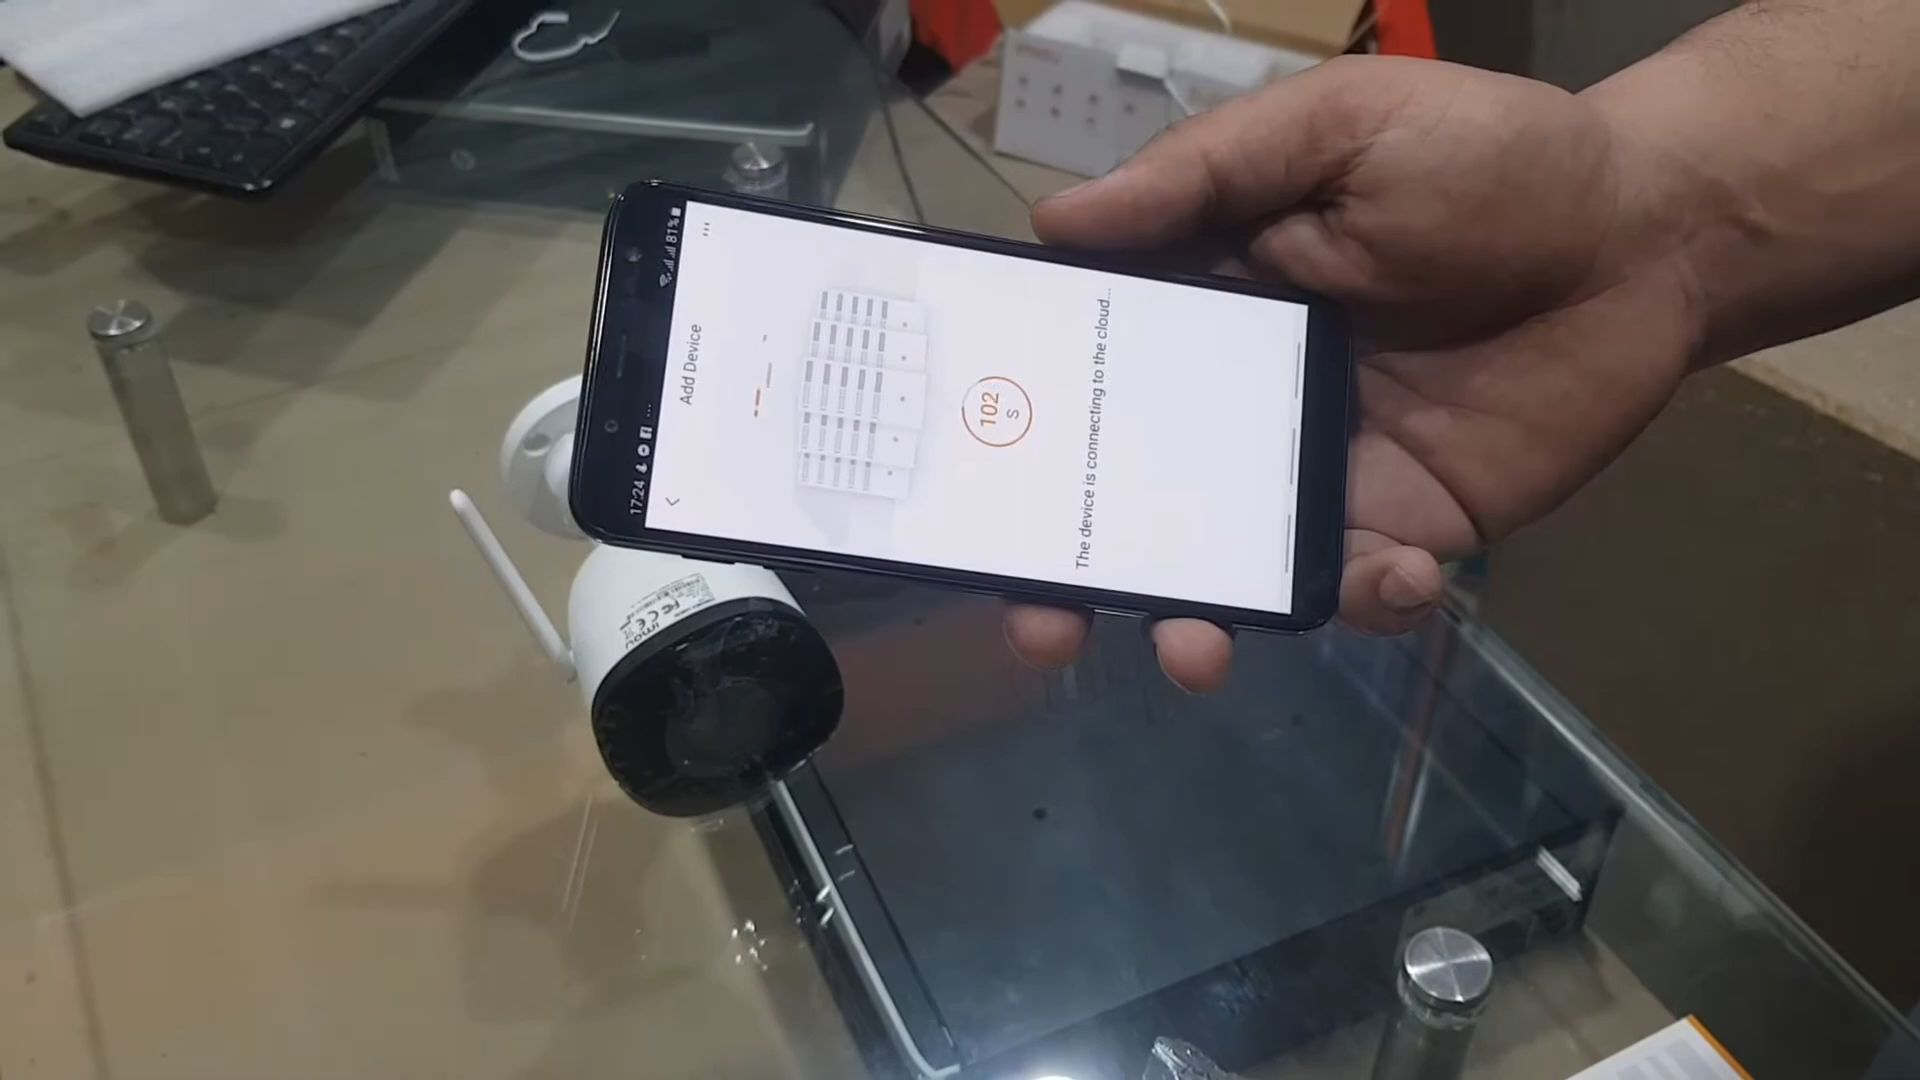 17:24
81%
Add Device
102
S
The device is connecting to the cloud...
imou